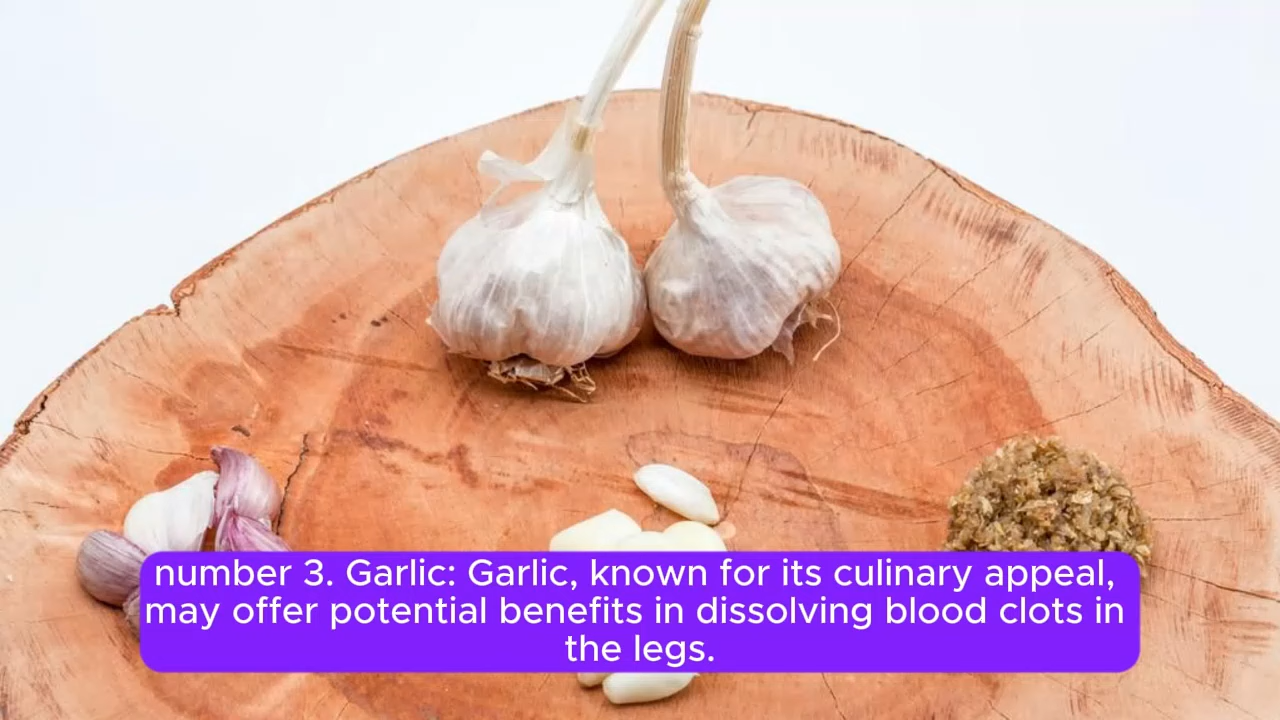 number 3. Garlic: Garlic, known for its culinary appeal,
may offer potential benefits in dissolving blood clots in
the legs.